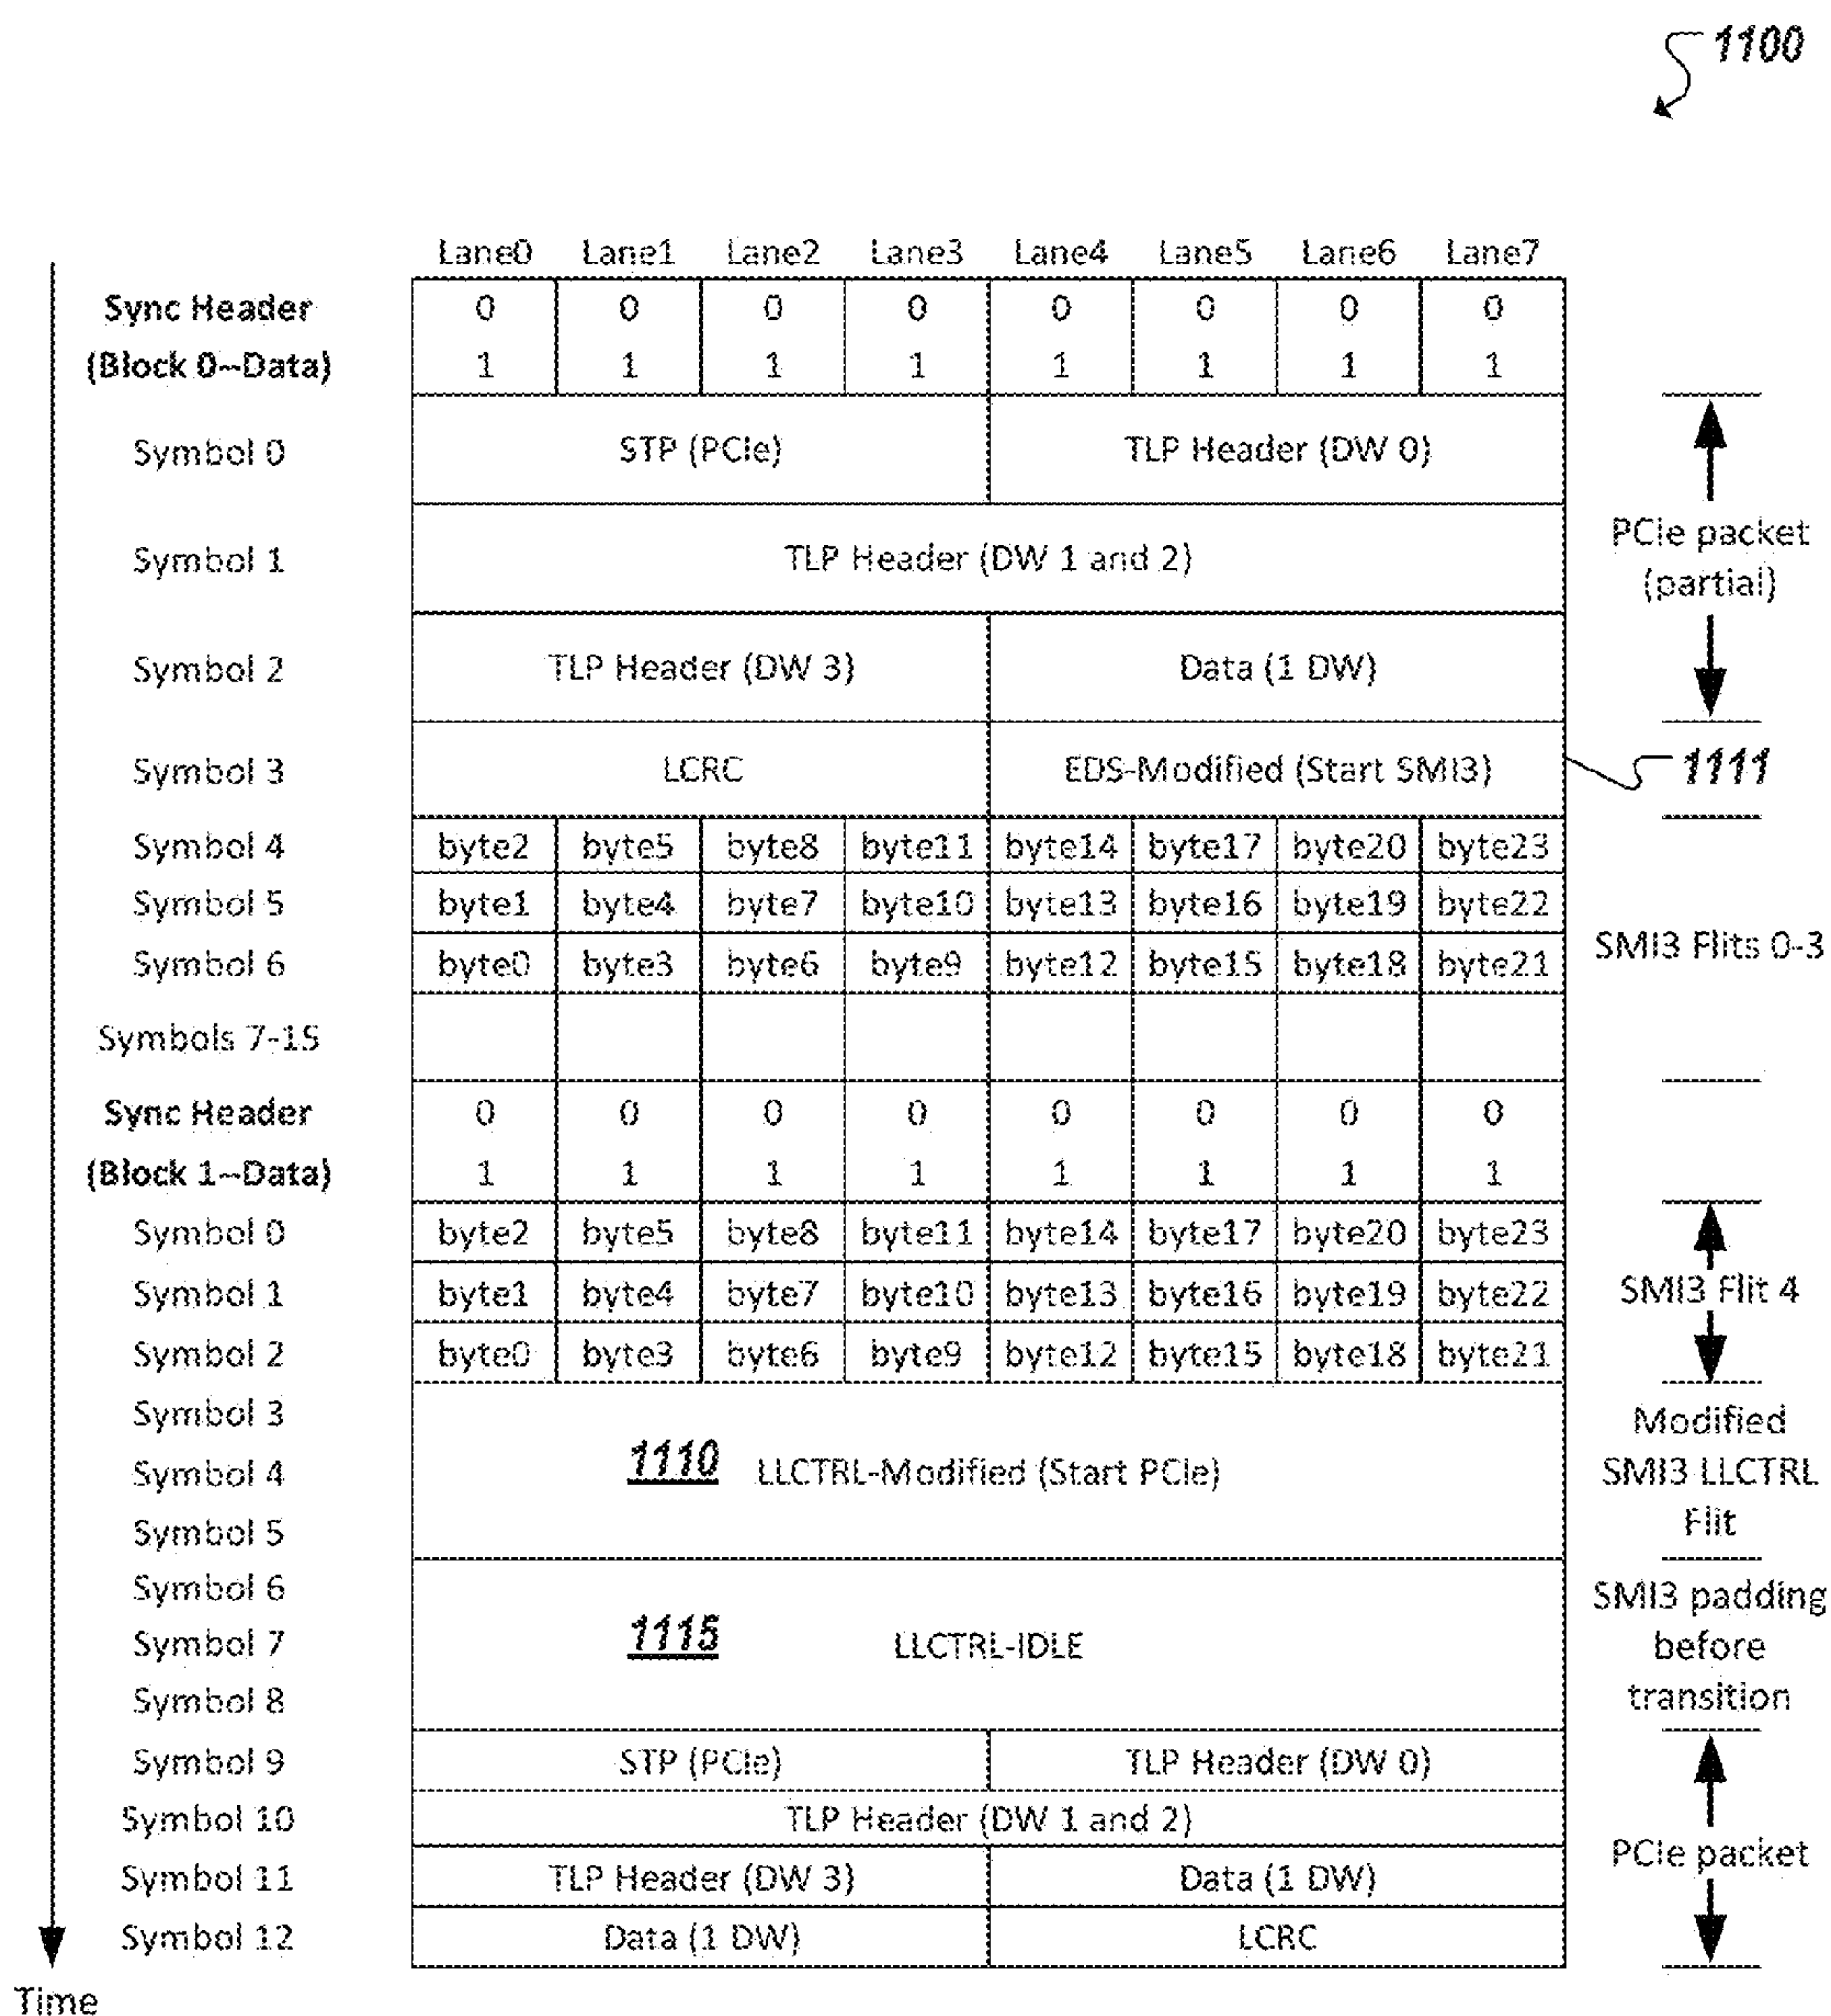 1100
Lane0 Lane1 Lane2 Lane3 Lane4 Lane5 Lane6 Lane7
Sync Header 0 0 0 0 0 0 0 0
(Block 0--Data) 1 1 1 1 1 1 1 1
Symbol 0 STP (PCIe) TLP Header (DW 0)
Symbol 1 TLP Header (DW 1 and 2) PCIe packet
(partial)
Symbol 2 TLP Header (DW 3) Data (1 DW)
Symbol 3 LCRC EDS-Modified (Start SMI3) 1111
Symbol 4 byte2 byte5 byte8 byte11 byte14 byte17 byte20 byte23
Symbol 5 byte1 byte4 byte7 byte10 byte13 byte16 byte19 byte22
Symbol 6 byte0 byte3 byte6 byte9 byte12 byte15 byte18 byte21 SMI3 Flits 0-3
Symbols 7-15
Sync Header 0 0 0 0 0 0 0 0
(Block 1--Data) 1 1 1 1 1 1 1 1
Symbol 0 byte2 byte5 byte8 byte11 byte14 byte17 byte20 byte23
Symbol 1 byte1 byte4 byte7 byte10 byte13 byte16 byte19 byte22 SMI3 Flit 4
Symbol 2 byte0 byte3 byte6 byte9 byte12 byte15 byte18 byte21
Symbol 3 Modified
Symbol 4 1110 LLCTRL-Modified (Start PCIe) SMI3 LLCTRL
Symbol 5 Flit
Symbol 6 SMI3 padding
Symbol 7 1115 LLCTRL-IDLE before
Symbol 8 transition
Symbol 9 STP (PCIe) TLP Header (DW 0)
Symbol 10 TLP Header (DW 1 and 2)
Symbol 11 TLP Header (DW 3) Data (1 DW) PCIe packet
Symbol 12 Data (1 DW) LCRC
Time